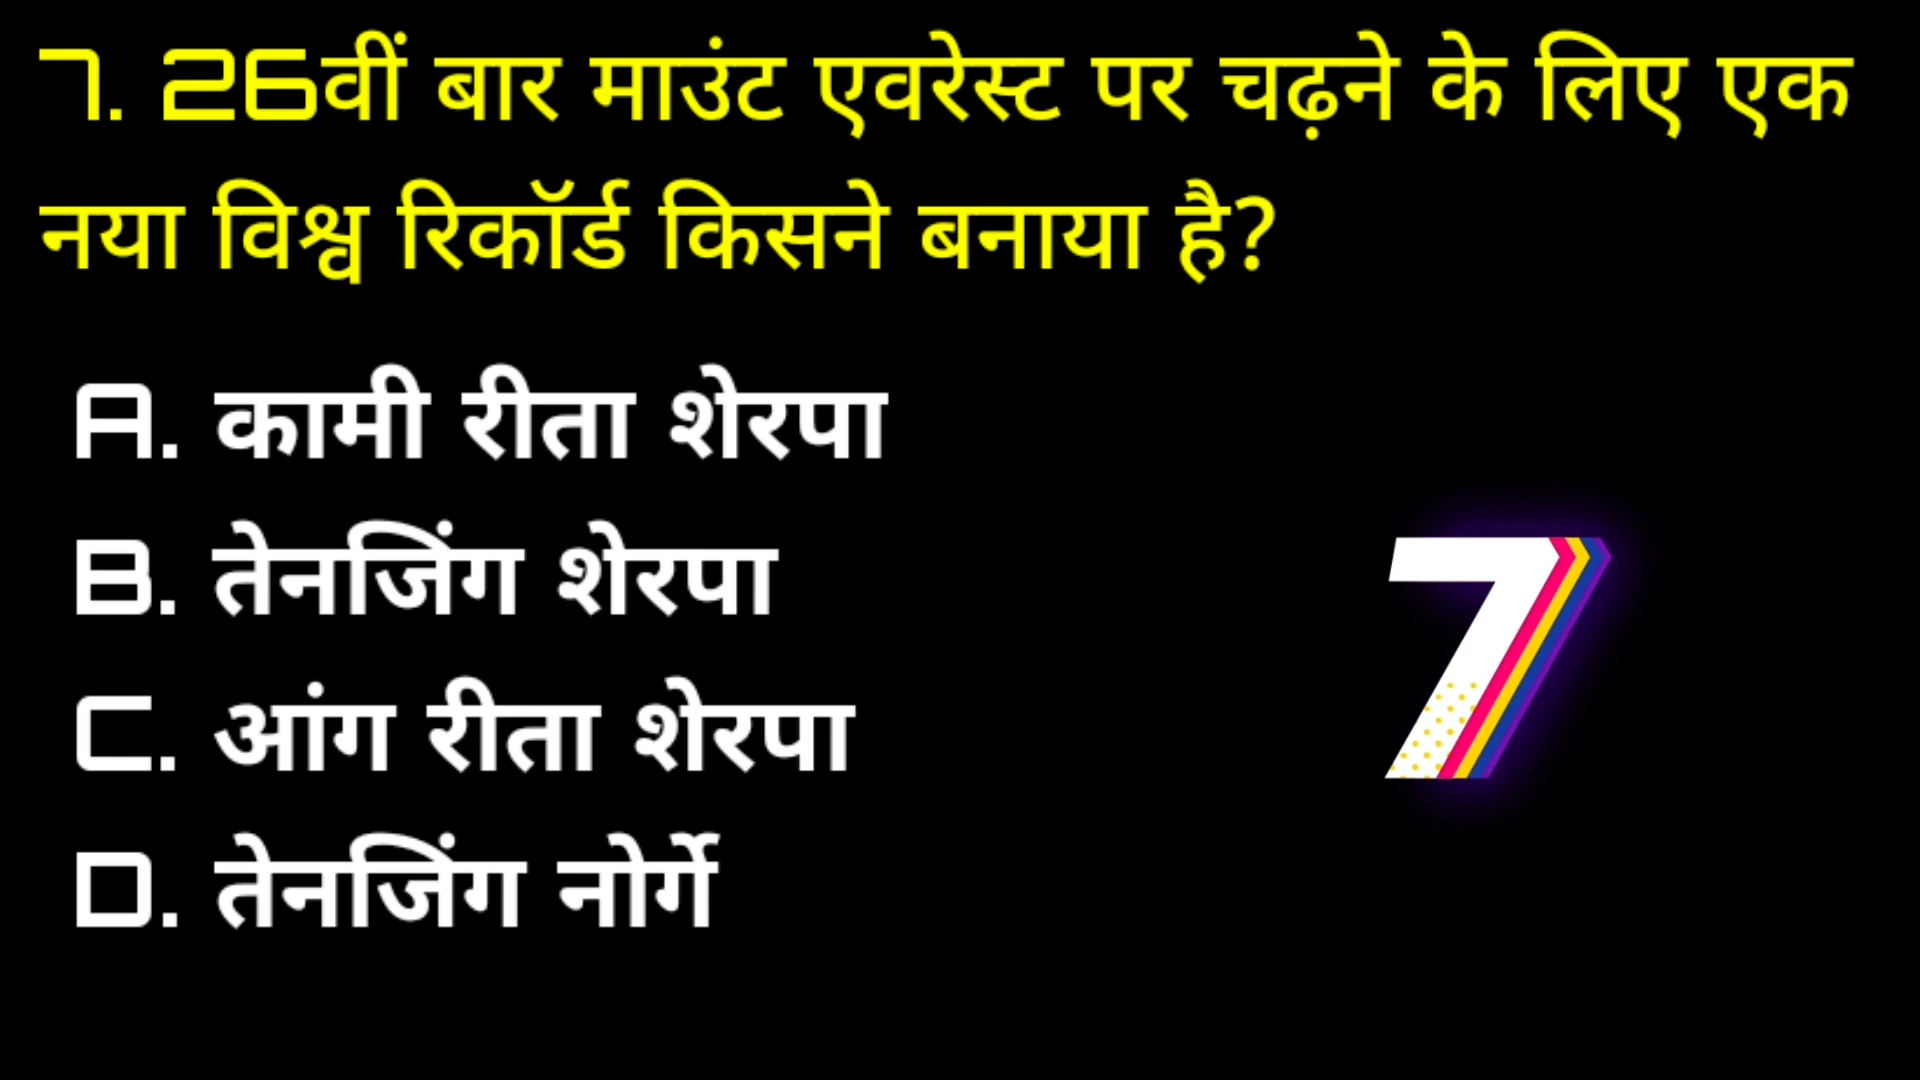 7. 26वीं बार माउंट एवरेस्ट पर चढ़ने के लिए एक
नया विश्व रिकॉर्ड किसने बनाया है?
A. कामी रीता शेरपा
B. तेनजिंग शेरपा
C. आंग रीता शेरपा
D. तेनजिंग नोर्गे
7